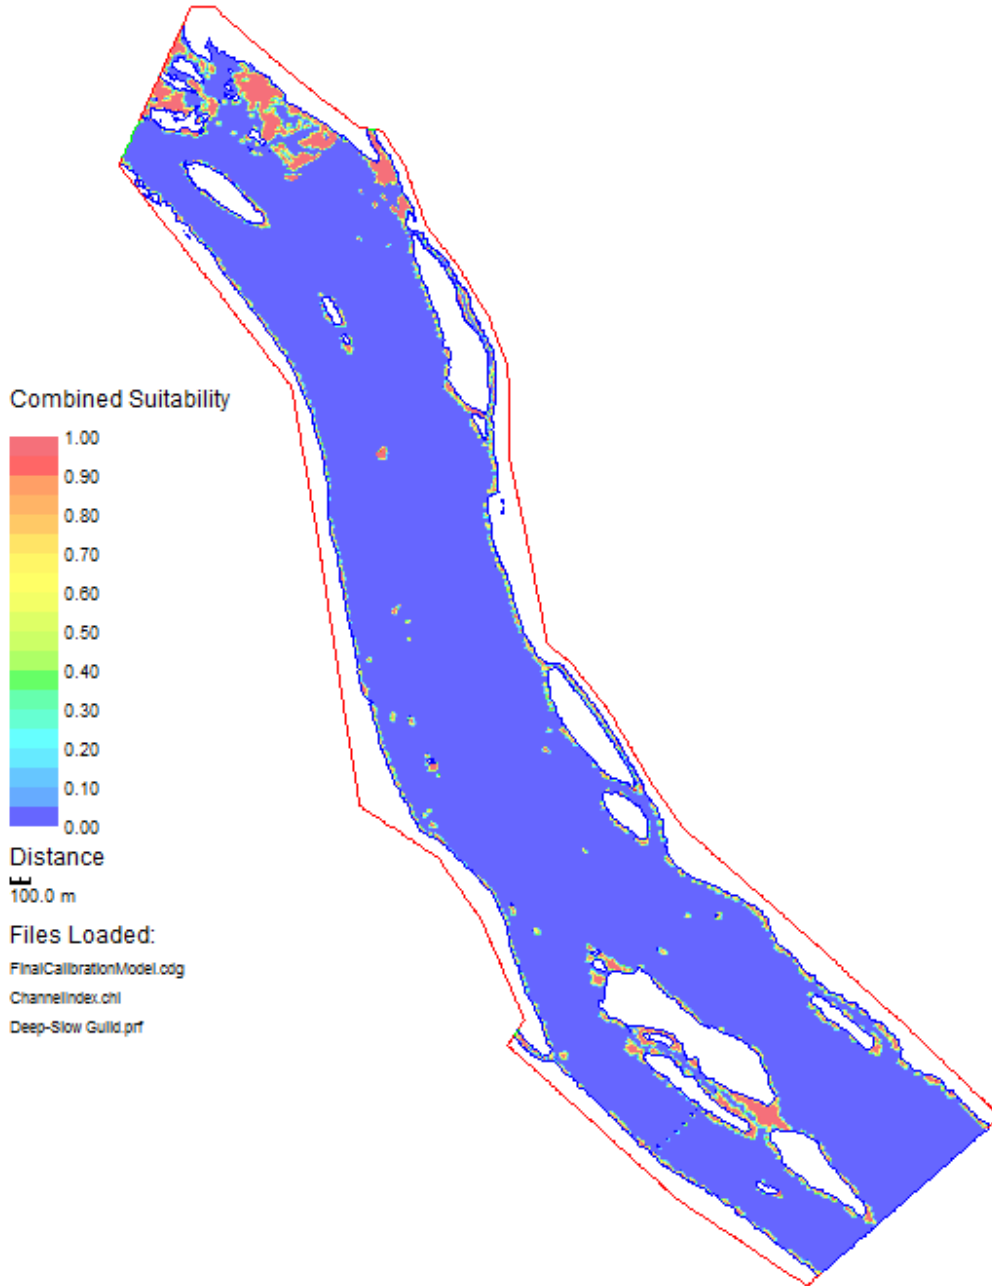 Combined Suitability
1.00
0.90
0.80
0.70
0.60
0.50
0.40
0.30
0.20
0.10
0.00
Distance
100.0 m
Files Loaded:
FinalCalibrationModel.cdg
ChannelIndex.chi
Deep-Slow Guild.prf